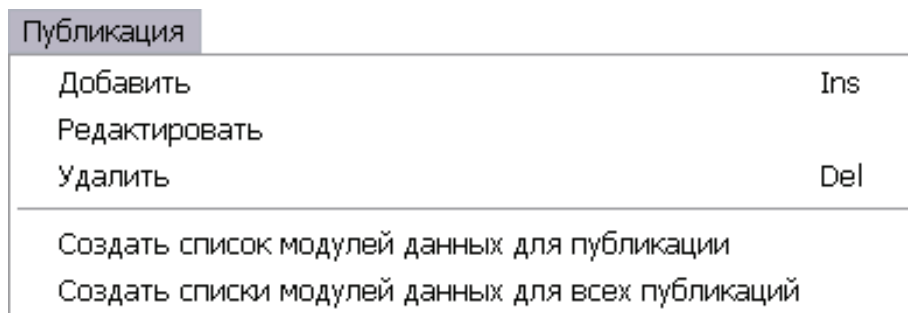 Публикация
Добавить Ins
Редактировать
Удалить Del
Создать список модулей данных для публикации
Создать списки модулей данных для всех публикаций